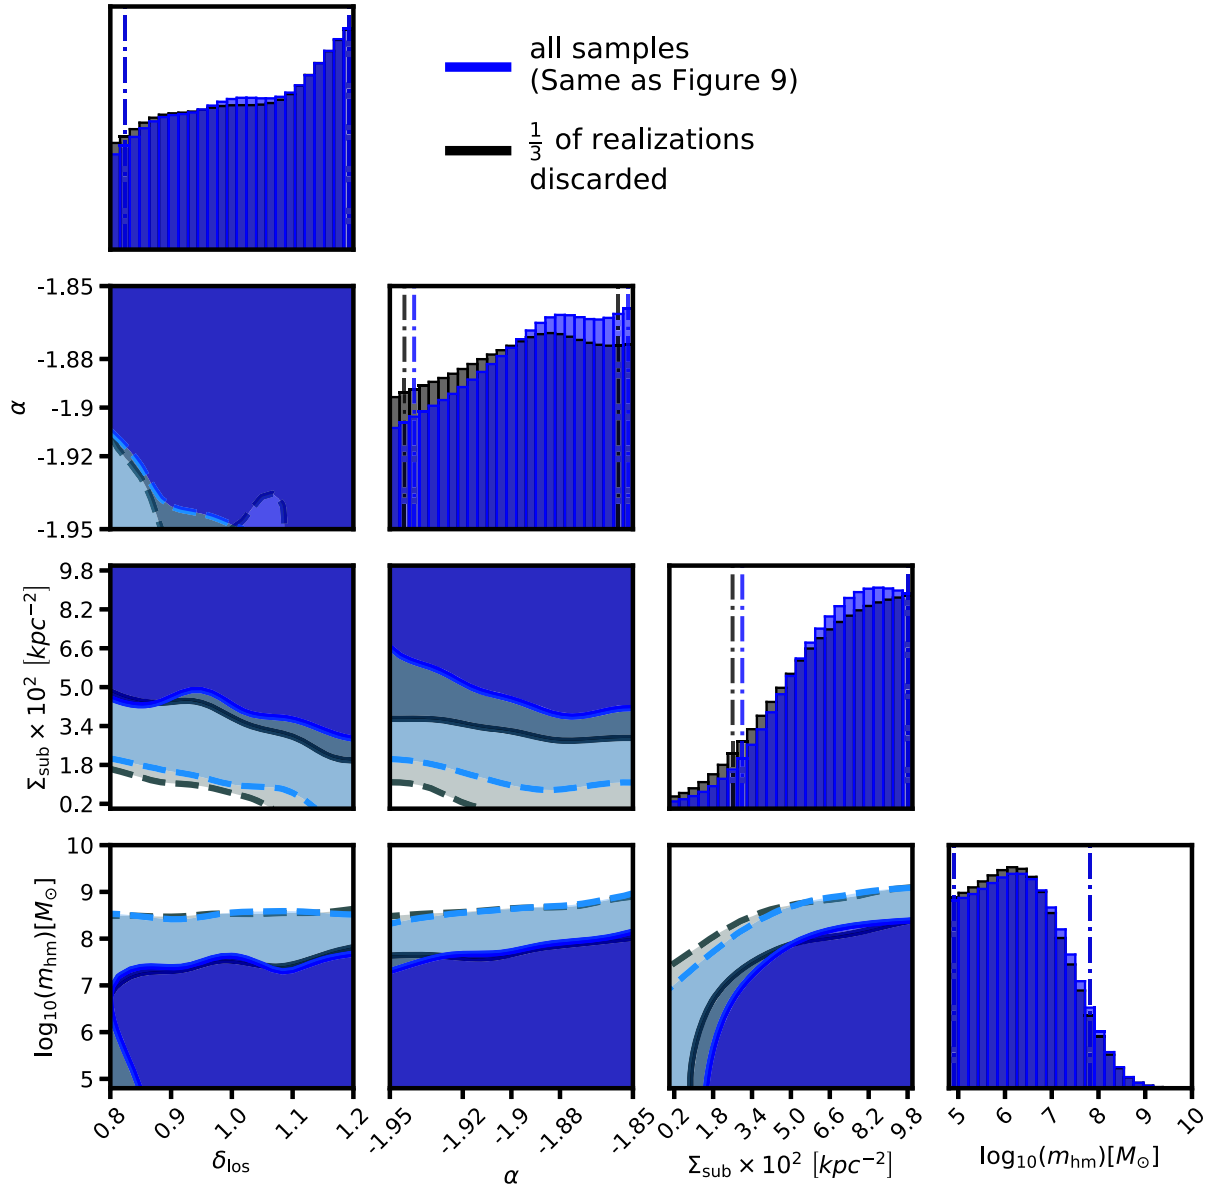 all samples
(Same as Figure 9)
1/3 of realizations
discarded
-1.85
-1.88
-1.9
-1.92
-1.95
α
9.8
8.2
6.6
5.0
3.4
1.8
0.2
Σsub × 10² [kpc⁻²]
10
9
8
7
6
5
log₁₀(mhm)[M⊙]
0.8 0.9 1.0 1.1 1.2
δlos
-1.95 -1.92 -1.9 -1.88 -1.85
α
0.2 1.8 3.4 5.0 6.6 8.2 9.8
Σsub × 10² [kpc⁻²]
5 6 7 8 9 10
log₁₀(mhm)[M⊙]